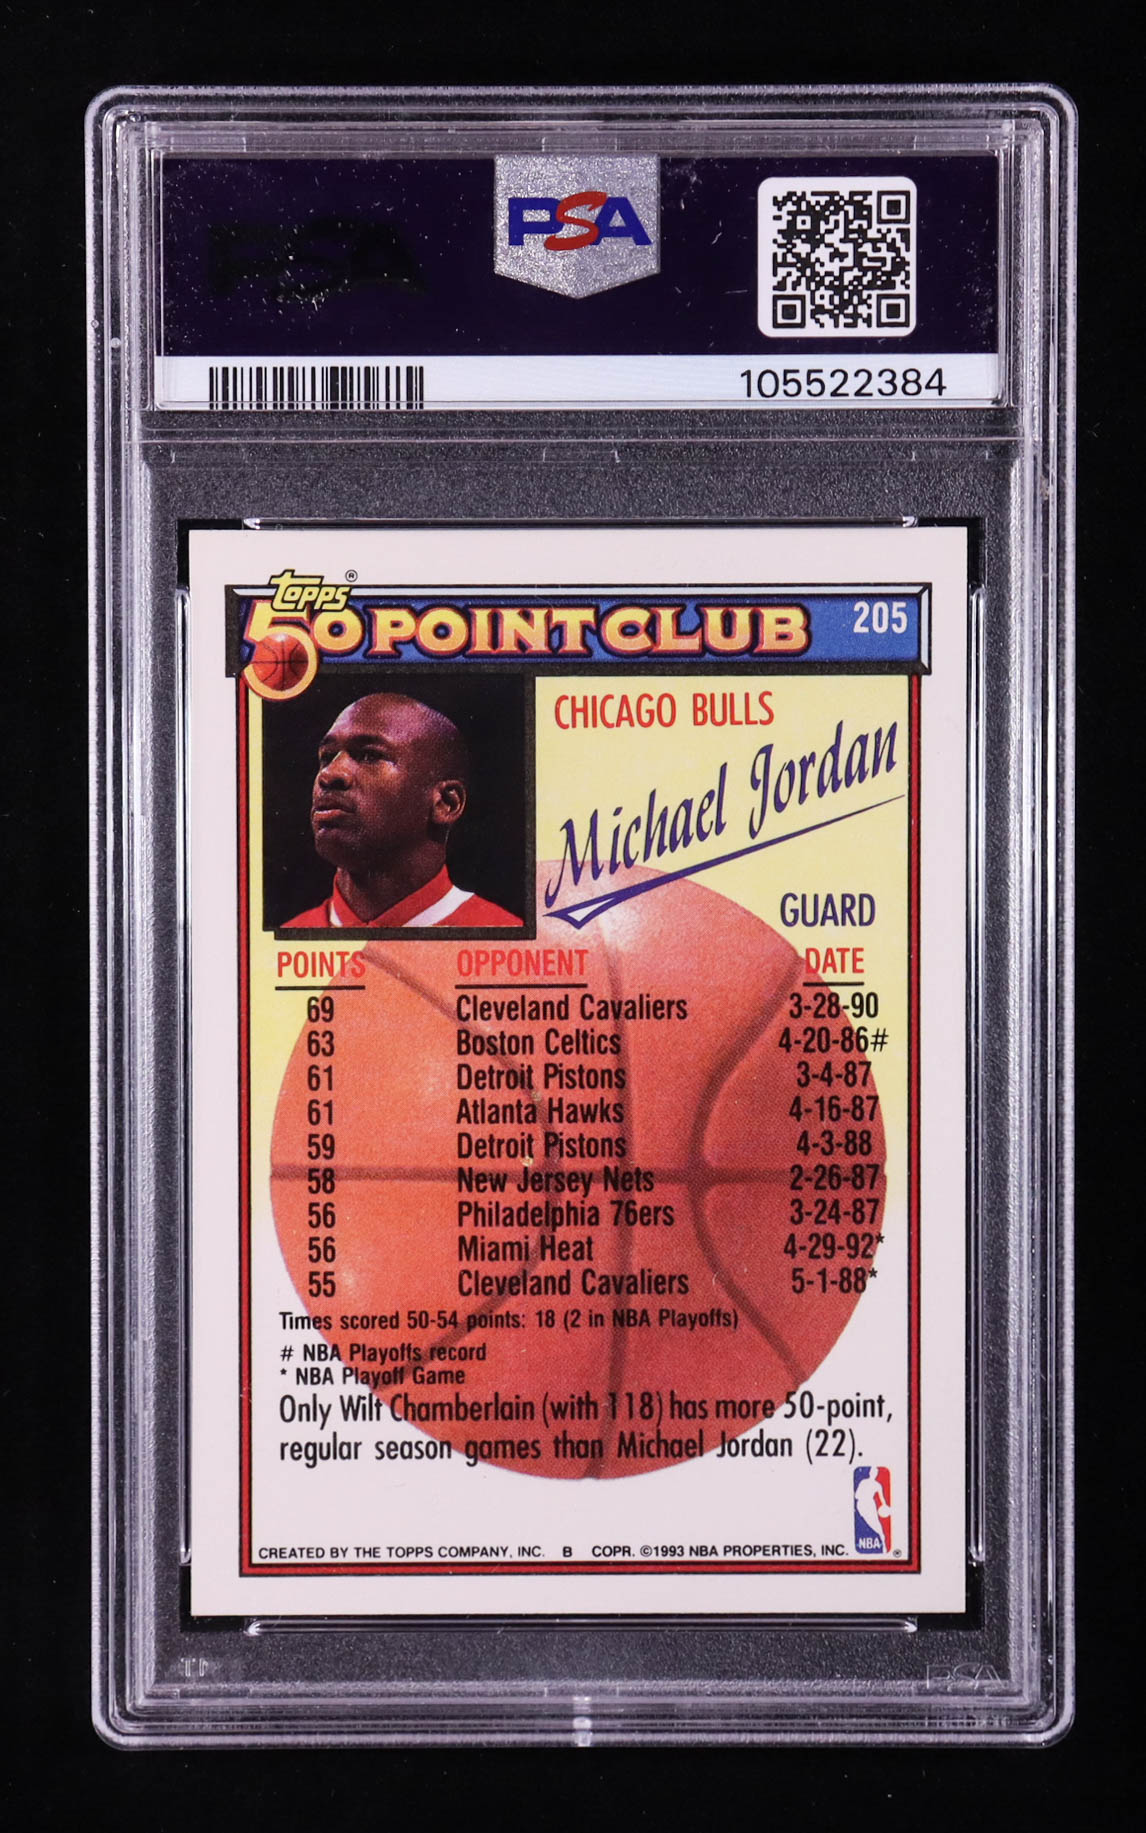 PSA
PSA
105522384
Topps®
50 POINT CLUB 205
CHICAGO BULLS
Michael Jordan
GUARD
POINTS OPPONENT DATE
69 Cleveland Cavaliers 3-28-90
63 Boston Celtics 4-20-86#
61 Detroit Pistons 3-4-87
61 Atlanta Hawks 4-16-87
59 Detroit Pistons 4-3-88
58 New Jersey Nets 2-26-87
56 Philadelphia 76ers 3-24-87
56 Miami Heat 4-29-92*
55 Cleveland Cavaliers 5-1-88*
Times scored 50-54 points: 18 (2 in NBA Playoffs)
# NBA Playoffs record
* NBA Playoff Game
Only Wilt Chamberlain (with 118) has more 50-point,
regular season games than Michael Jordan (22).
NBA ®
CREATED BY THE TOPPS COMPANY, INC. B COPR. ©1993 NBA PROPERTIES, INC.
PSA